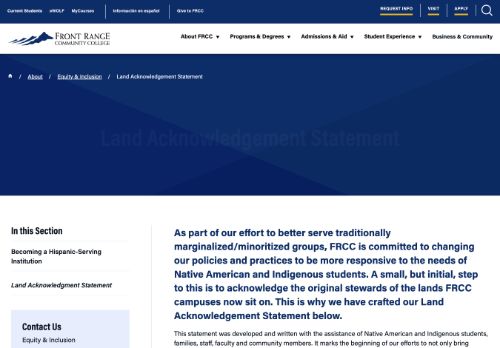 Current Students eWOLF MyCourses Información en español Give to FRCC REQUEST INFO VISIT APPLY
FRONT RANGE
COMMUNITY COLLEGE
About FRCC ▼ Programs & Degrees ▼ Admissions & Aid ▼ Student Experience ▼ Business & Community
/ About / Equity & Inclusion / Land Acknowledgement Statement
Land Acknowledgement Statement
In this Section
Becoming a Hispanic-Serving
Institution
Land Acknowledgment Statement
Contact Us
Equity & Inclusion
As part of our effort to better serve traditionally
marginalized/minoritized groups, FRCC is committed to changing
our policies and practices to be more responsive to the needs of
Native American and Indigenous students. A small, but initial, step
to this is to acknowledge the original stewards of the lands FRCC
campuses now sit on. This is why we have crafted our Land
Acknowledgement Statement below.
This statement was developed and written with the assistance of Native American and Indigenous students,
families, staff, faculty and community members. It marks the beginning of our efforts to not only bring